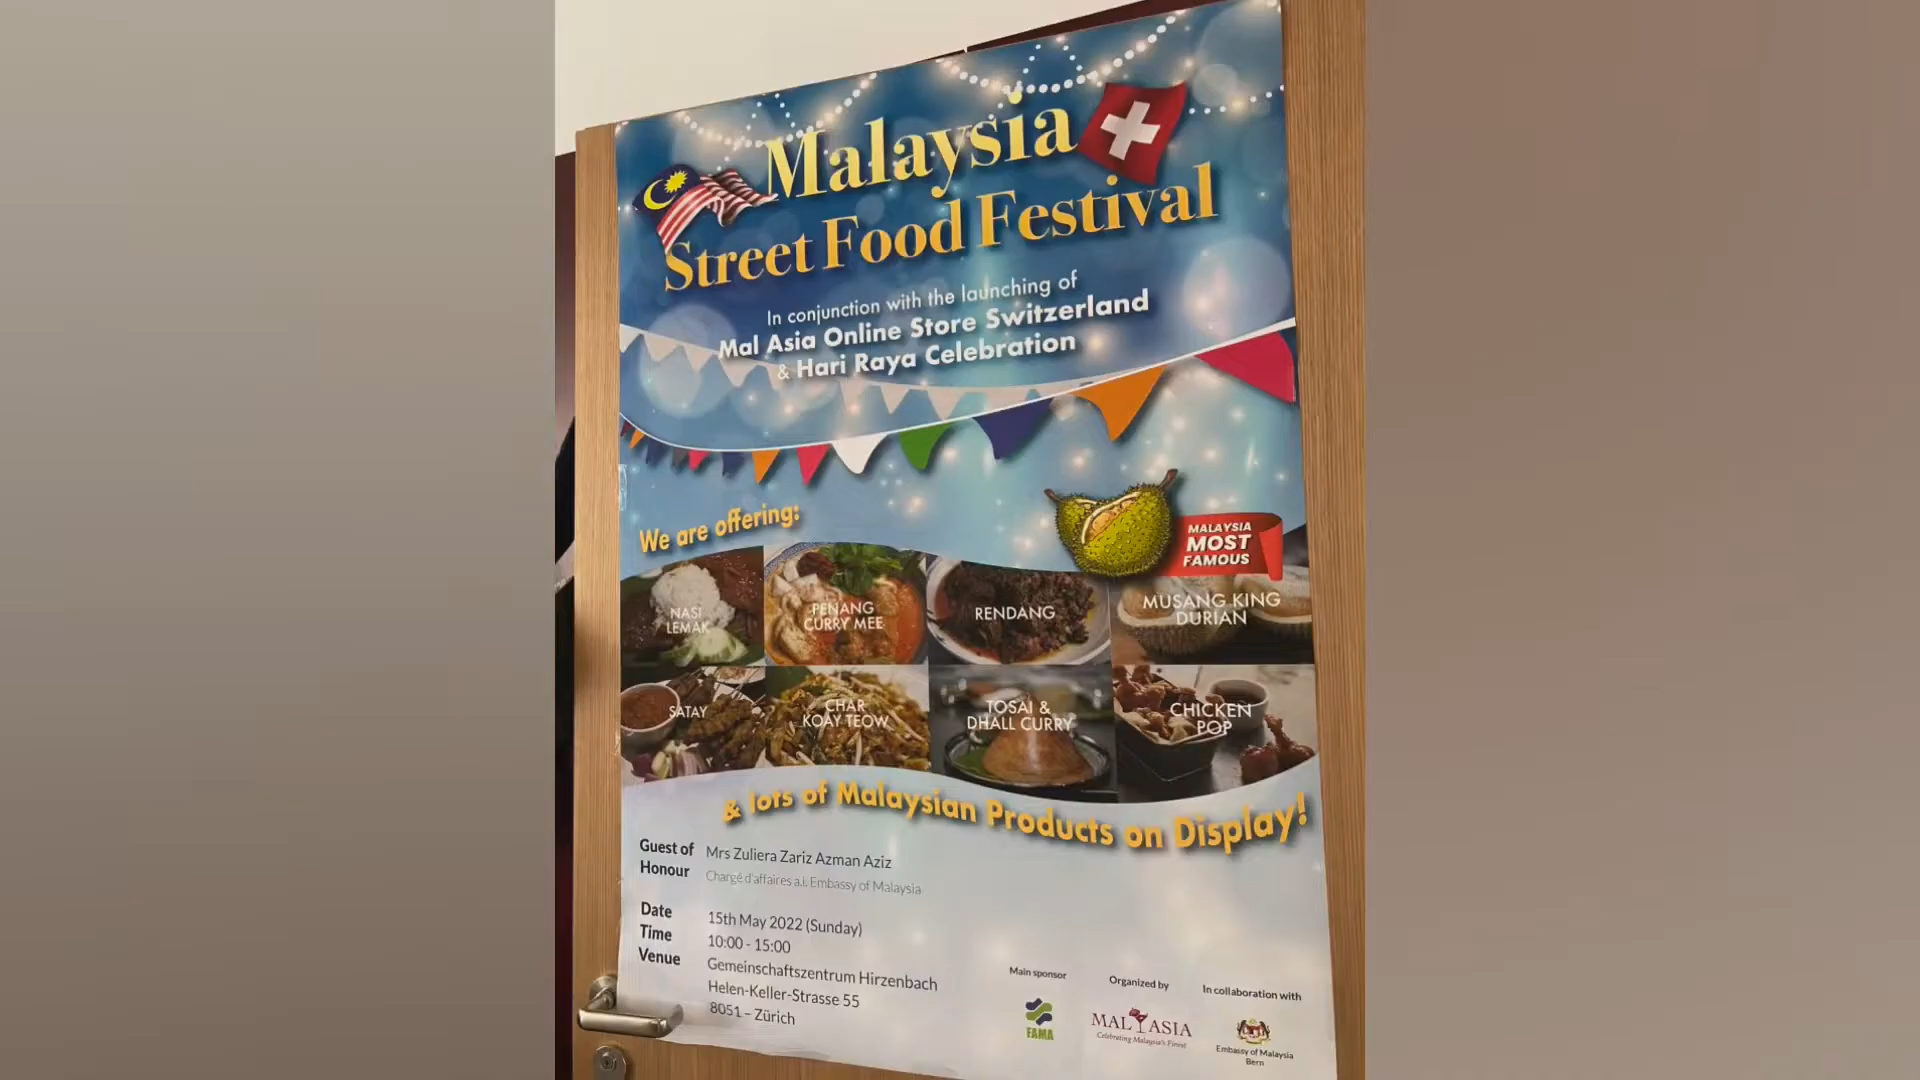 Malaysia
Street Food Festival
In conjunction with the launching of
Mal Asia Online Store Switzerland
& Hari Raya Celebration
We are offering:
MALAYSIA
MOST
FAMOUS
NASI
LEMAK
PENANG
CURRY MEE
RENDANG
MUSANG KING
DURIAN
SATAY
CHAR
KOAY TEOW
TOSAI &
DHALL CURRY
CHICKEN
POP
& lots of Malaysian Products on Display!
Guest of Honour Mrs Zuliera Zariz Azman Aziz
Chargé d'affaires a.i. Embassy of Malaysia
Date 15th May 2022 (Sunday)
Time 10:00 - 15:00
Venue Gemeinschaftszentrum Hirzenbach
Helen-Keller-Strasse 55
8051 – Zürich
Main sponsor
FAMA
Organized by
MAL ASIA
Celebrating Malaysia's Finest
In collaboration with
Embassy of Malaysia
Bern